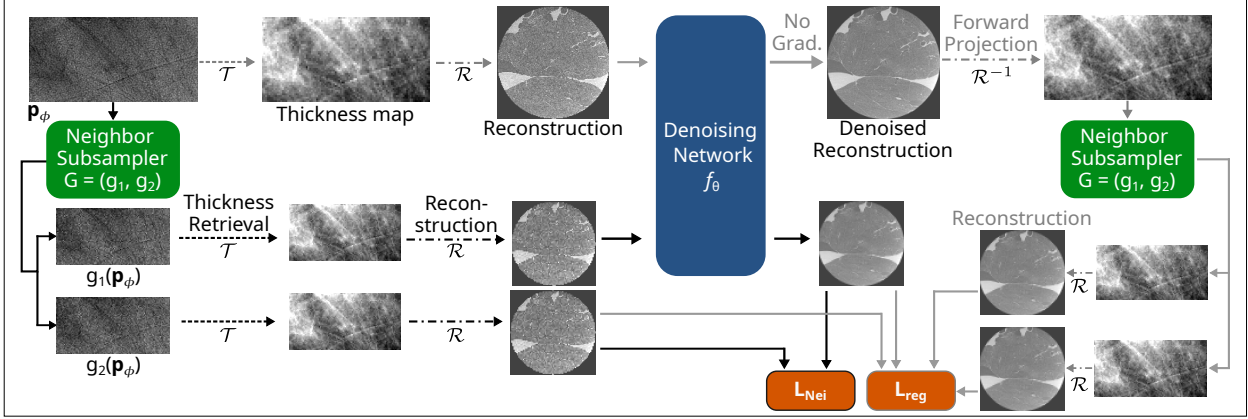 No
Grad.
Forward
Projection
𝒯
ℛ
ℛ⁻¹
p_ϕ
Thickness map
Reconstruction
Denoised
Reconstruction
Neighbor
Subsampler
G = (g₁, g₂)
Denoising
Network
f_θ
Neighbor
Subsampler
G = (g₁, g₂)
Thickness
Retrieval
𝒯
Recon-
struction
ℛ
Reconstruction
g₁(p_ϕ)
ℛ
𝒯
ℛ
g₂(p_ϕ)
ℛ
L_Nei
L_reg